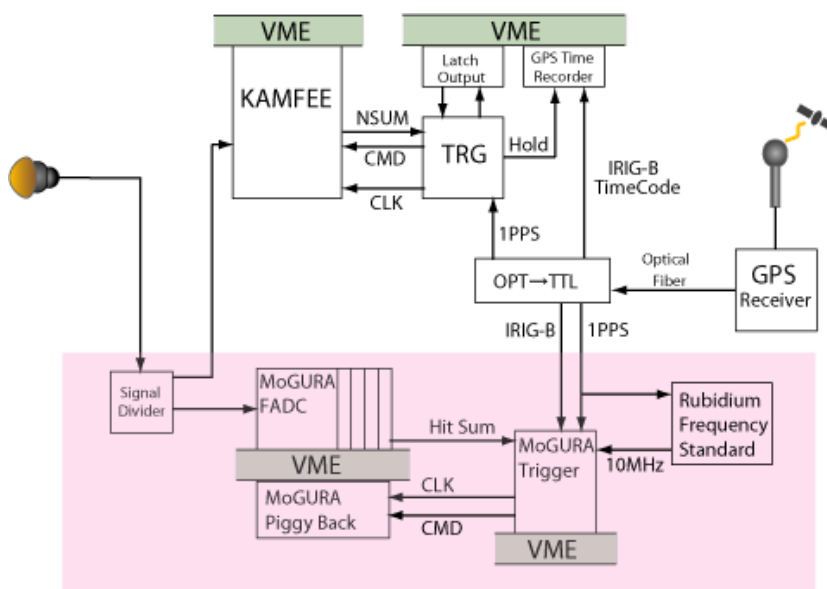 VME
VME
KAMFEE
Latch
Output
GPS Time
Recorder
NSUM
CMD
CLK
TRG
Hold
IRIG-B
TimeCode
1PPS
OPT→TTL
Optical
Fiber
GPS
Receiver
IRIG-B
1PPS
Signal
Divider
MoGURA
FADC
Hit Sum
VME
MoGURA
Piggy Back
CLK
CMD
MoGURA
Trigger
10MHz
Rubidium
Frequency
Standard
VME